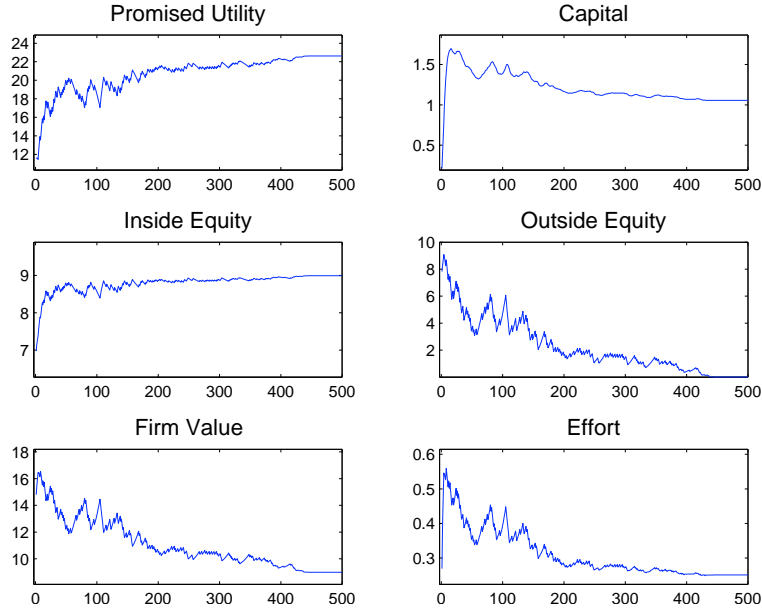 Promised Utility
24
22
20
18
16
14
12
0 100 200 300 400 500
Capital
1.5
1
0.5
0 100 200 300 400 500
Inside Equity
9
8
7
0 100 200 300 400 500
Outside Equity
10
8
6
4
2
0 100 200 300 400 500
Firm Value
18
16
14
12
10
0 100 200 300 400 500
Effort
0.6
0.5
0.4
0.3
0 100 200 300 400 500